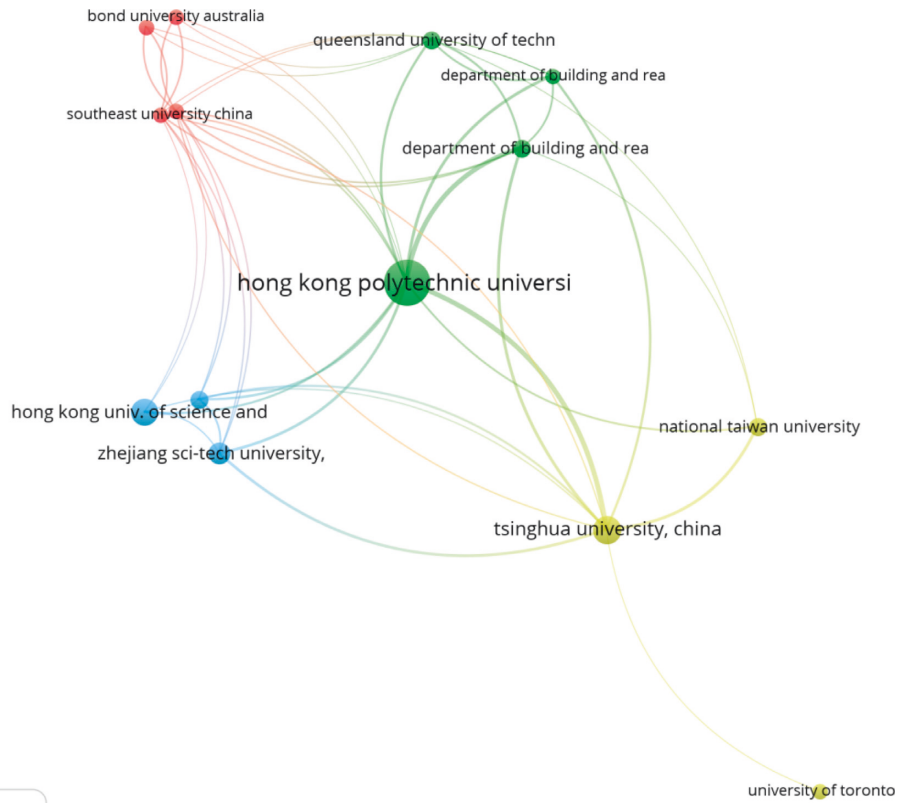 bond university australia
queensland university of techn
department of building and rea
southeast university china
department of building and rea
hong kong polytechnic universi
hong kong univ. of science and
national taiwan university
zhejiang sci-tech university,
tsinghua university, china
university of toronto